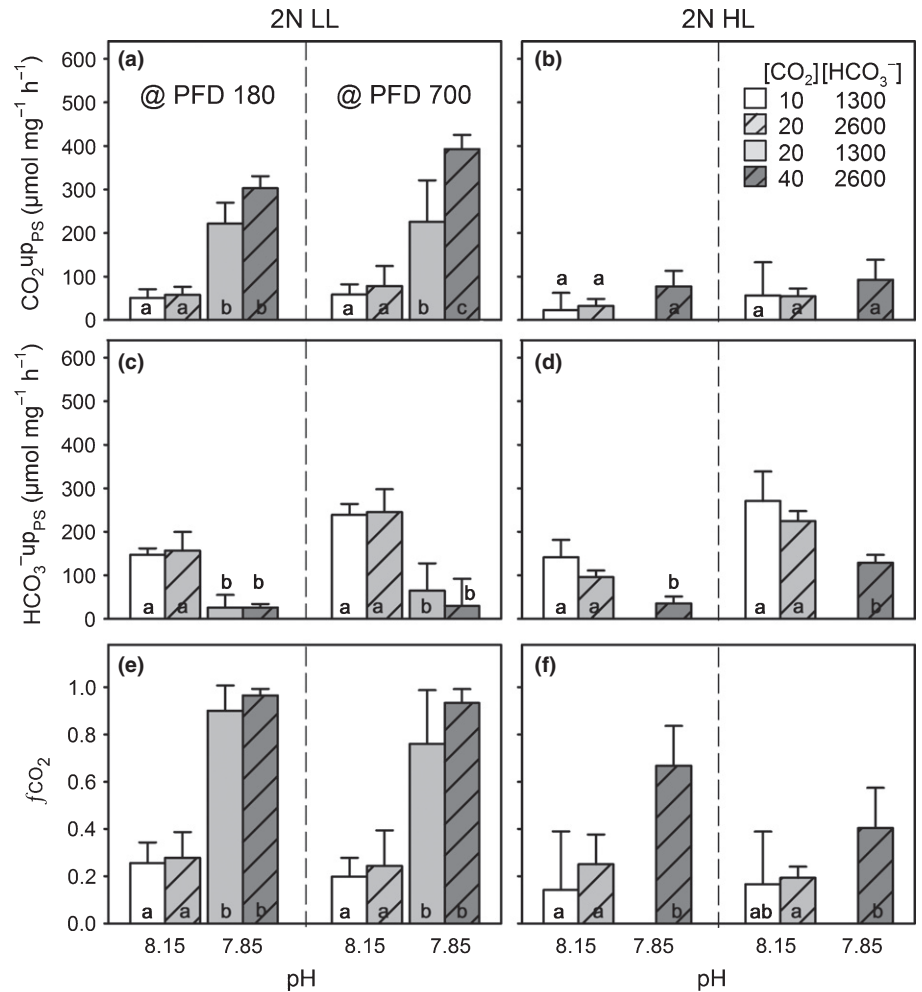 2N LL
2N HL
(a)
@ PFD 180
@ PFD 700
CO₂upPS (µmol mg⁻¹ h⁻¹)
600
500
400
300
200
100
0
a
a
b
b
a
a
b
c
(b)
[CO₂] [HCO₃⁻]
10 1300
20 2600
20 1300
40 2600
a
a
a
a
a
a
(c)
HCO₃⁻upPS (µmol mg⁻¹ h⁻¹)
600
500
400
300
200
100
0
a
a
b
b
a
a
b
b
(d)
a
a
b
a
a
b
(e)
fCO₂
1.0
0.8
0.6
0.4
0.2
0.0
a
a
b
b
a
a
b
b
(f)
a
a
b
ab
a
b
8.15 7.85 8.15 7.85
8.15 7.85 8.15 7.85
pH
pH